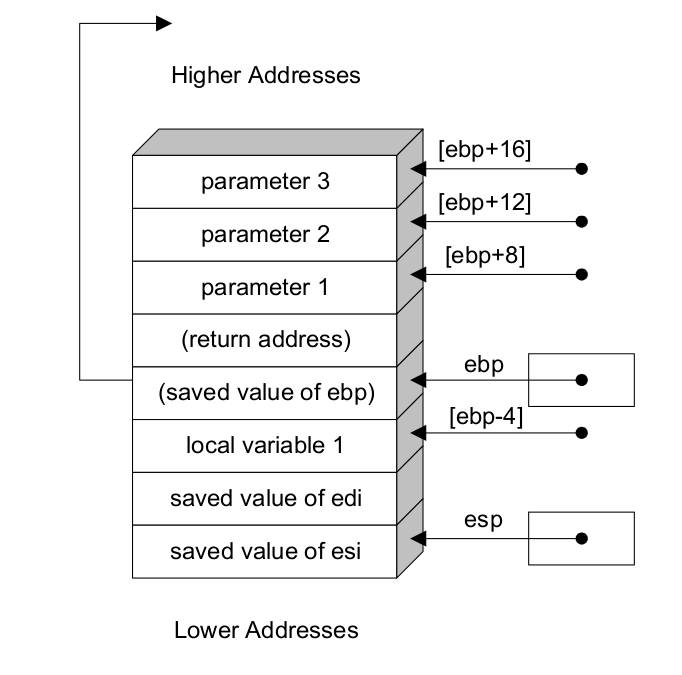 Higher Addresses
[ebp+16]
parameter 3
[ebp+12]
parameter 2
[ebp+8]
parameter 1
(return address)
ebp
(saved value of ebp)
[ebp-4]
local variable 1
saved value of edi
esp
saved value of esi
Lower Addresses